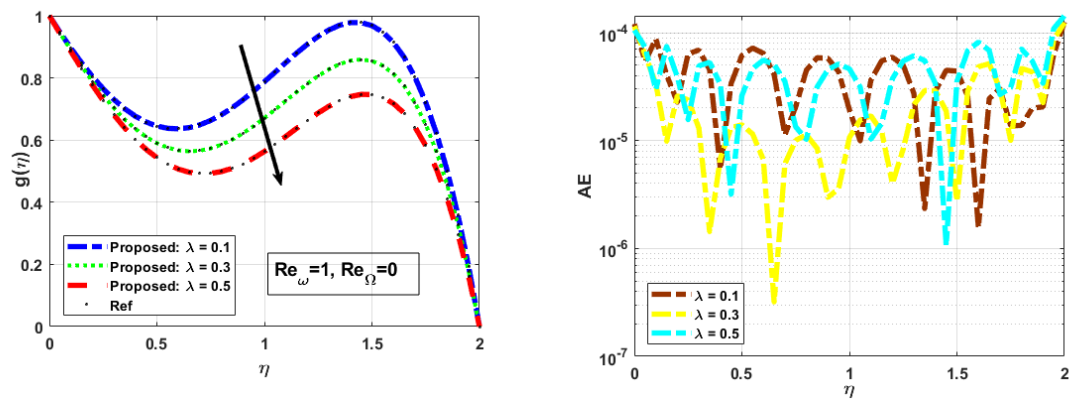 1
0.8
0.6
0.4
0.2
0
g(η)
Proposed: λ = 0.1
Proposed: λ = 0.3
Proposed: λ = 0.5
Ref
Re_ω=1, Re_Ω=0
0 0.5 1 1.5 2
η
10^-4
10^-5
10^-6
10^-7
AE
λ = 0.1
λ = 0.3
λ = 0.5
0 0.5 1 1.5 2
η